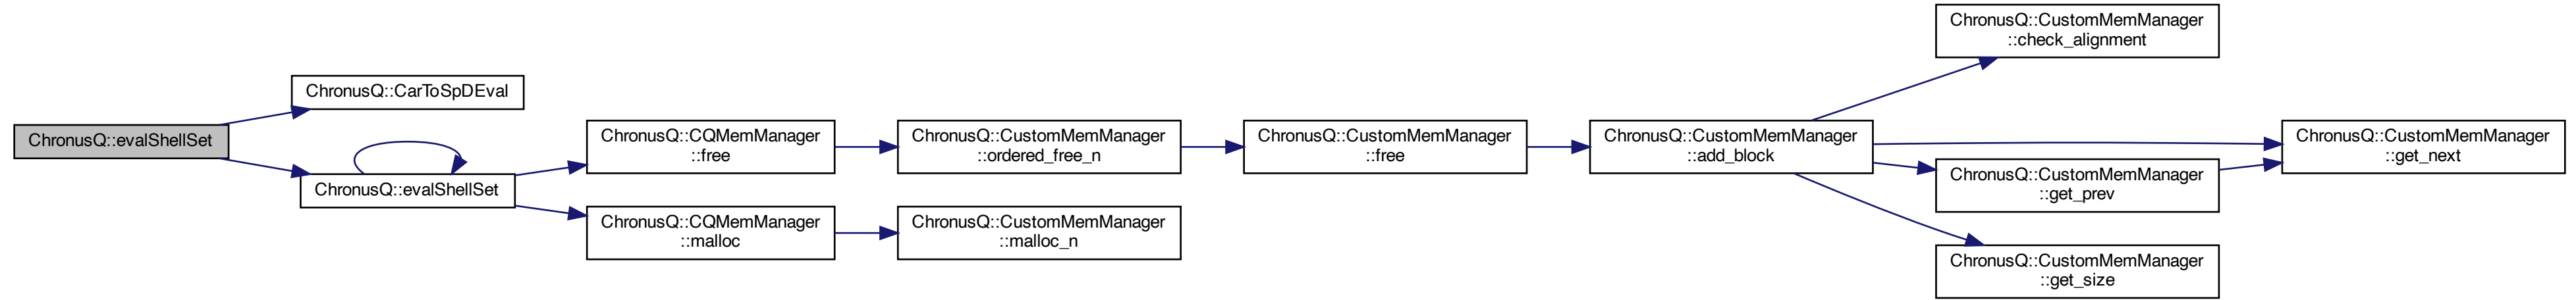 ChronusQ::evalShellSet
ChronusQ::CarToSpDEval
ChronusQ::evalShellSet
ChronusQ::CQMemManager
::free
ChronusQ::CQMemManager
::malloc
ChronusQ::CustomMemManager
::ordered_free_n
ChronusQ::CustomMemManager
::malloc_n
ChronusQ::CustomMemManager
::free
ChronusQ::CustomMemManager
::add_block
ChronusQ::CustomMemManager
::check_alignment
ChronusQ::CustomMemManager
::get_prev
ChronusQ::CustomMemManager
::get_size
ChronusQ::CustomMemManager
::get_next